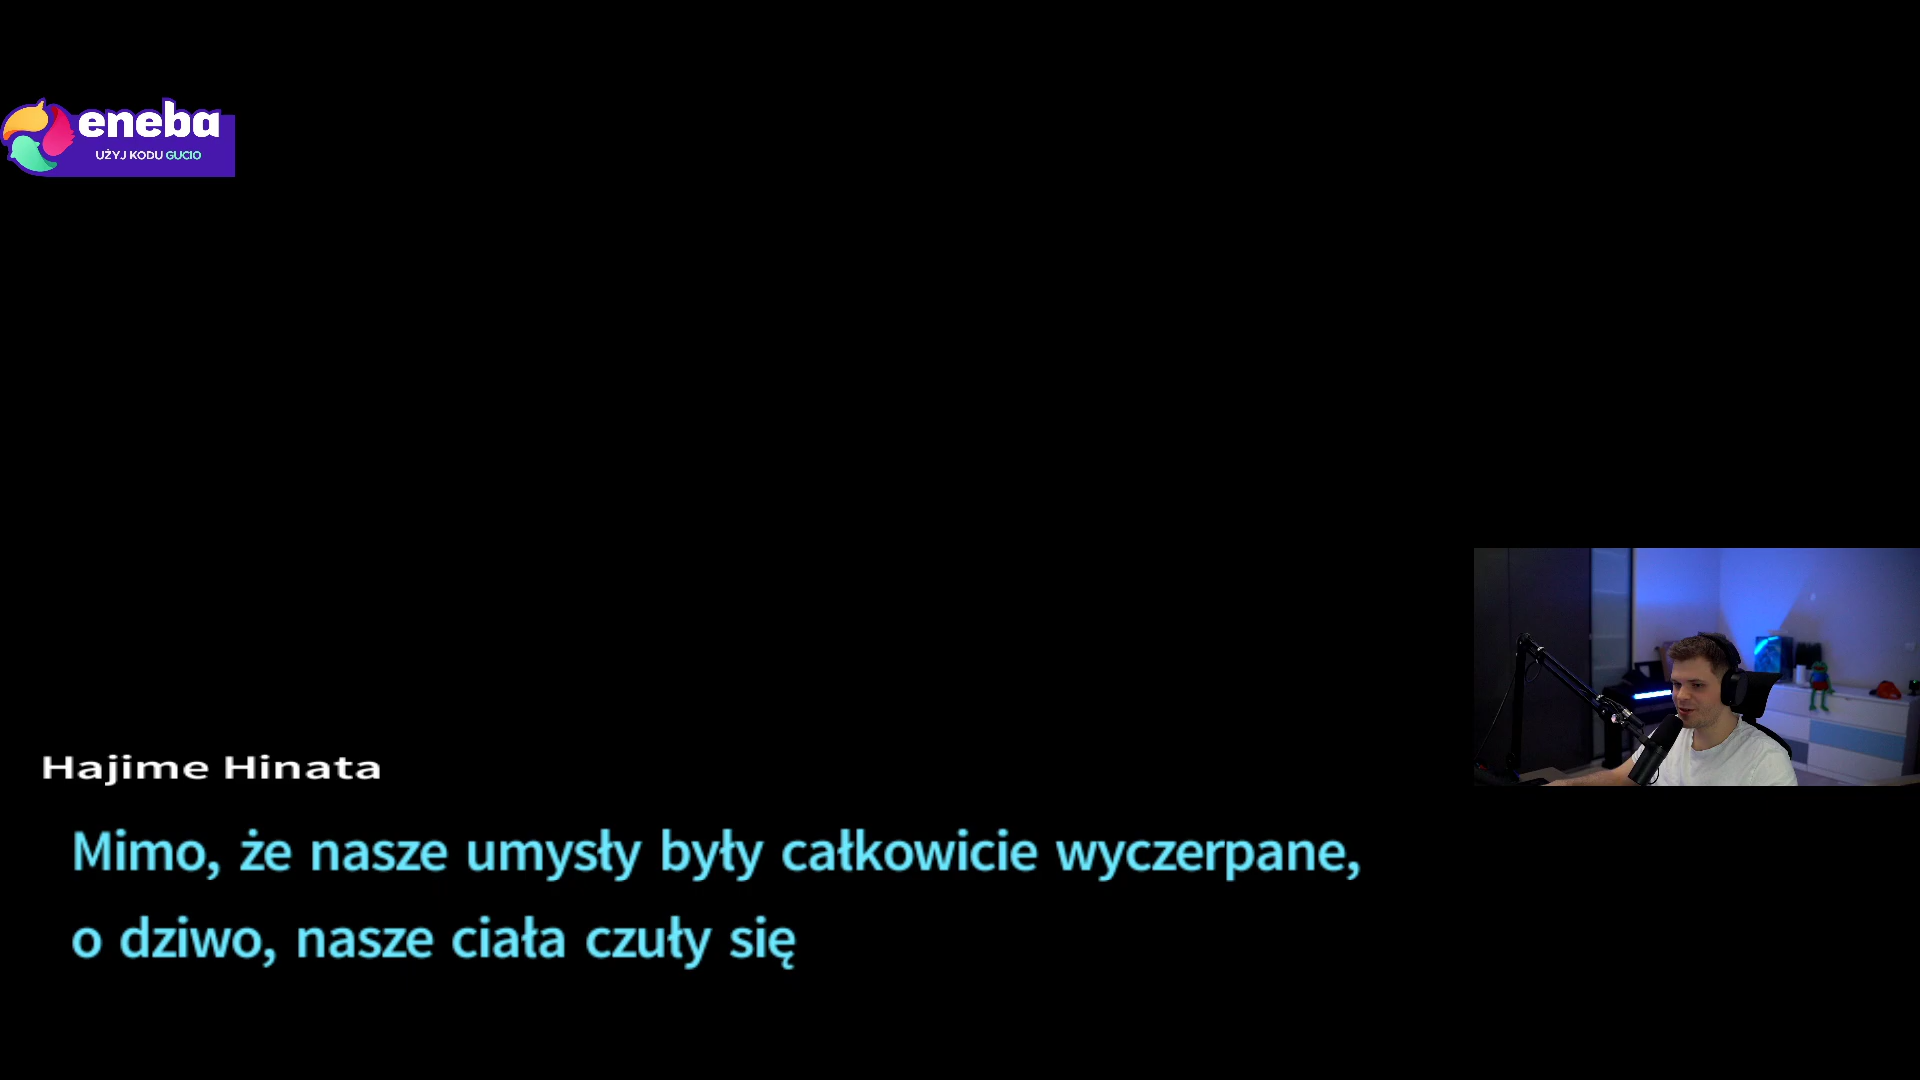 eneba
UŻYJ KODU GUCIO
Hajime Hinata
Mimo, że nasze umysły były całkowicie wyczerpane,
o dziwo, nasze ciała czuły się